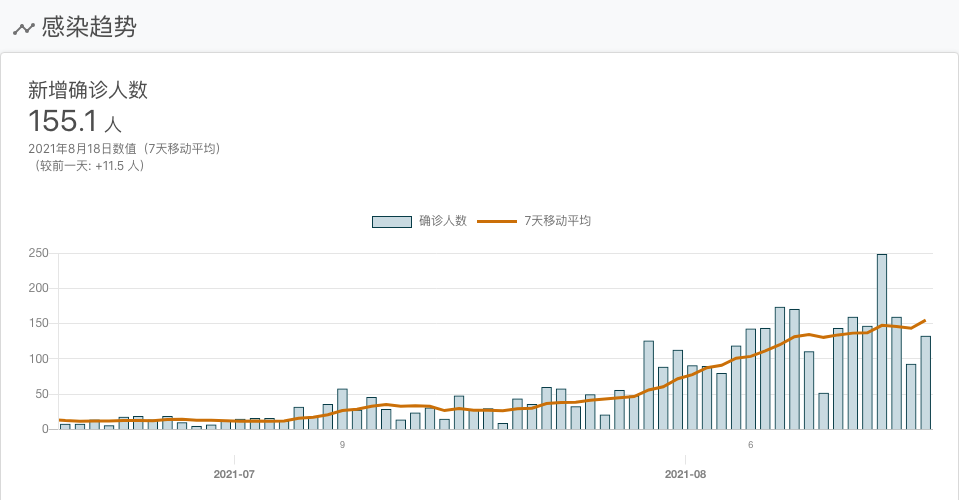 感染趋势
新增确诊人数
155.1 人
2021年8月18日数值（7天移动平均）
（较前一天: +11.5 人）
确诊人数 7天移动平均
250
200
150
100
50
0
9 6
2021-07 2021-08